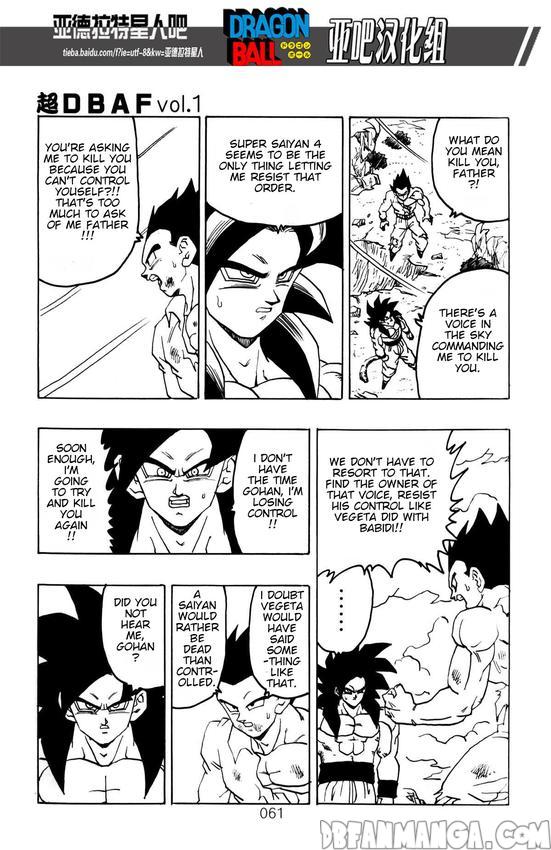 亚德拉特星人吧
tieba.baidu.com/f?ie=utf-8&kw=亚德拉特星人
DRAGON
BALL
ドラゴン
ボール
亚吧汉化组
超DBAF vol.1
WHAT DO
YOU MEAN
KILL YOU,
FATHER
?!
THERE'S A
VOICE IN
THE SKY
COMMANDING
ME TO KILL
YOU.
SUPER SAIYAN 4
SEEMS TO BE THE
ONLY THING LETTING
ME RESIST THAT
ORDER.
YOU'RE ASKING
ME TO KILL YOU
BECAUSE YOU
CAN'T CONTROL
YOUSELF?!!
THAT'S TOO
MUCH TO ASK
OF ME FATHER
!!!
WE DON'T HAVE TO
RESORT TO THAT.
FIND THE OWNER OF
THAT VOICE, RESIST
HIS CONTROL LIKE
VEGETA DID WITH
BABIDI!
I DON'T
HAVE
THE TIME
GOHAN, I'M
LOSING
CONTROL
!!
SOON
ENOUGH,
I'M
GOING
TO TRY
AND KILL
YOU
AGAIN
!!
.....
I DOUBT
VEGETA
WOULD
HAVE
SAID
SOME-
-THING
LIKE
THAT.
A SAIYAN
WOULD
RATHER
BE
DEAD
THAN
CONTR-
OLLED.
DID YOU
NOT
HEAR
ME,
GOHAN
?
061
DBFANMANGA.COM